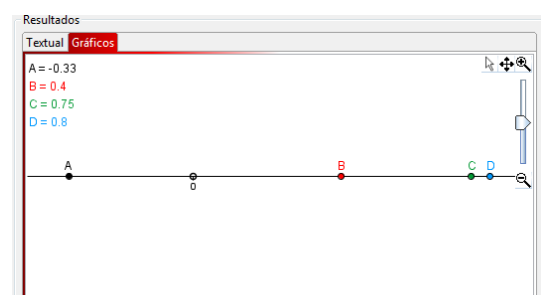 Resultados
Textual Gráficos
A = -0.33
B = 0.4
C = 0.75
D = 0.8
A B C D
0